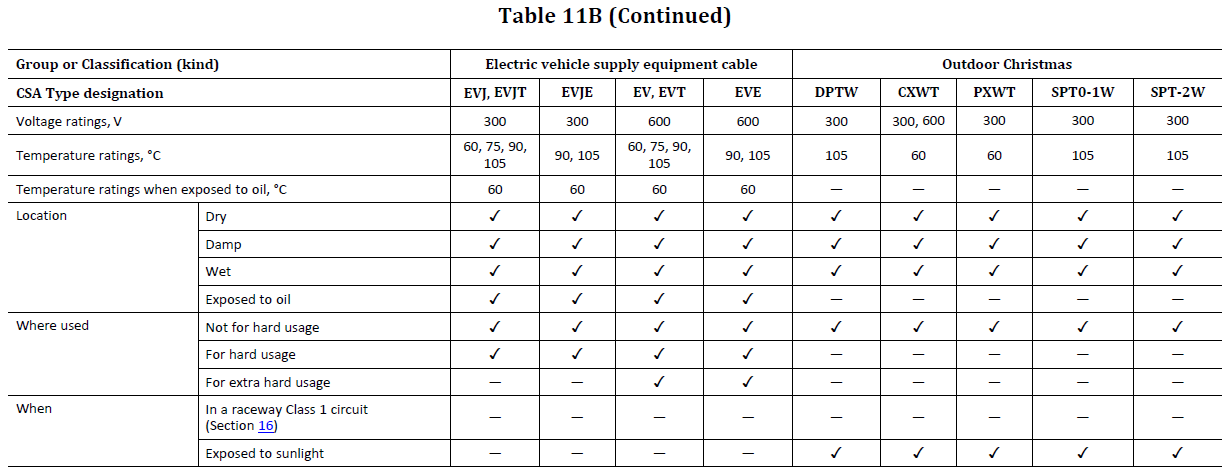 Table 11B (Continued)
Group or Classification (kind) Electric vehicle supply equipment cable Outdoor Christmas
CSA Type designation EVJ, EVJT EVJE EV, EVT EVE DPTW CXWT PXWT SPT0-1W SPT-2W
Voltage ratings, V 300 300 600 600 300 300, 600 300 300 300
Temperature ratings, °C 60, 75, 90, 105 90, 105 60, 75, 90, 105 90, 105 105 60 60 105 105
Temperature ratings when exposed to oil, °C 60 60 60 60 — — — — —
Location Dry ✓ ✓ ✓ ✓ ✓ ✓ ✓ ✓ ✓
Damp ✓ ✓ ✓ ✓ ✓ ✓ ✓ ✓ ✓
Wet ✓ ✓ ✓ ✓ ✓ ✓ ✓ ✓ ✓
Exposed to oil ✓ ✓ ✓ ✓ — — — — —
Where used Not for hard usage ✓ ✓ ✓ ✓ ✓ ✓ ✓ ✓ ✓
For hard usage ✓ ✓ ✓ ✓ — — — — —
For extra hard usage — — ✓ ✓ — — — — —
When In a raceway Class 1 circuit
(Section 16) — — — — — — — — —
Exposed to sunlight — — — — ✓ ✓ ✓ ✓ ✓